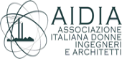 AIDIA
ASSOCIAZIONE
ITALIANA DONNE
INGEGNERI
E ARCHITETTI